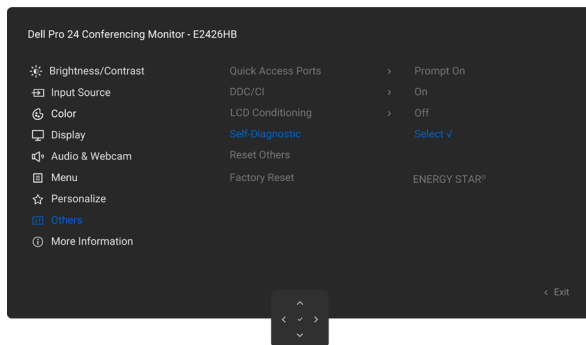 Dell Pro 24 Conferencing Monitor - E2426HB
Brightness/Contrast Quick Access Ports > Prompt On
Input Source DDC/CI > On
Color LCD Conditioning > Off
Display Self-Diagnostic Select √
Audio & Webcam Reset Others
Menu Factory Reset ENERGY STAR®
Personalize
Others
More Information
< Exit